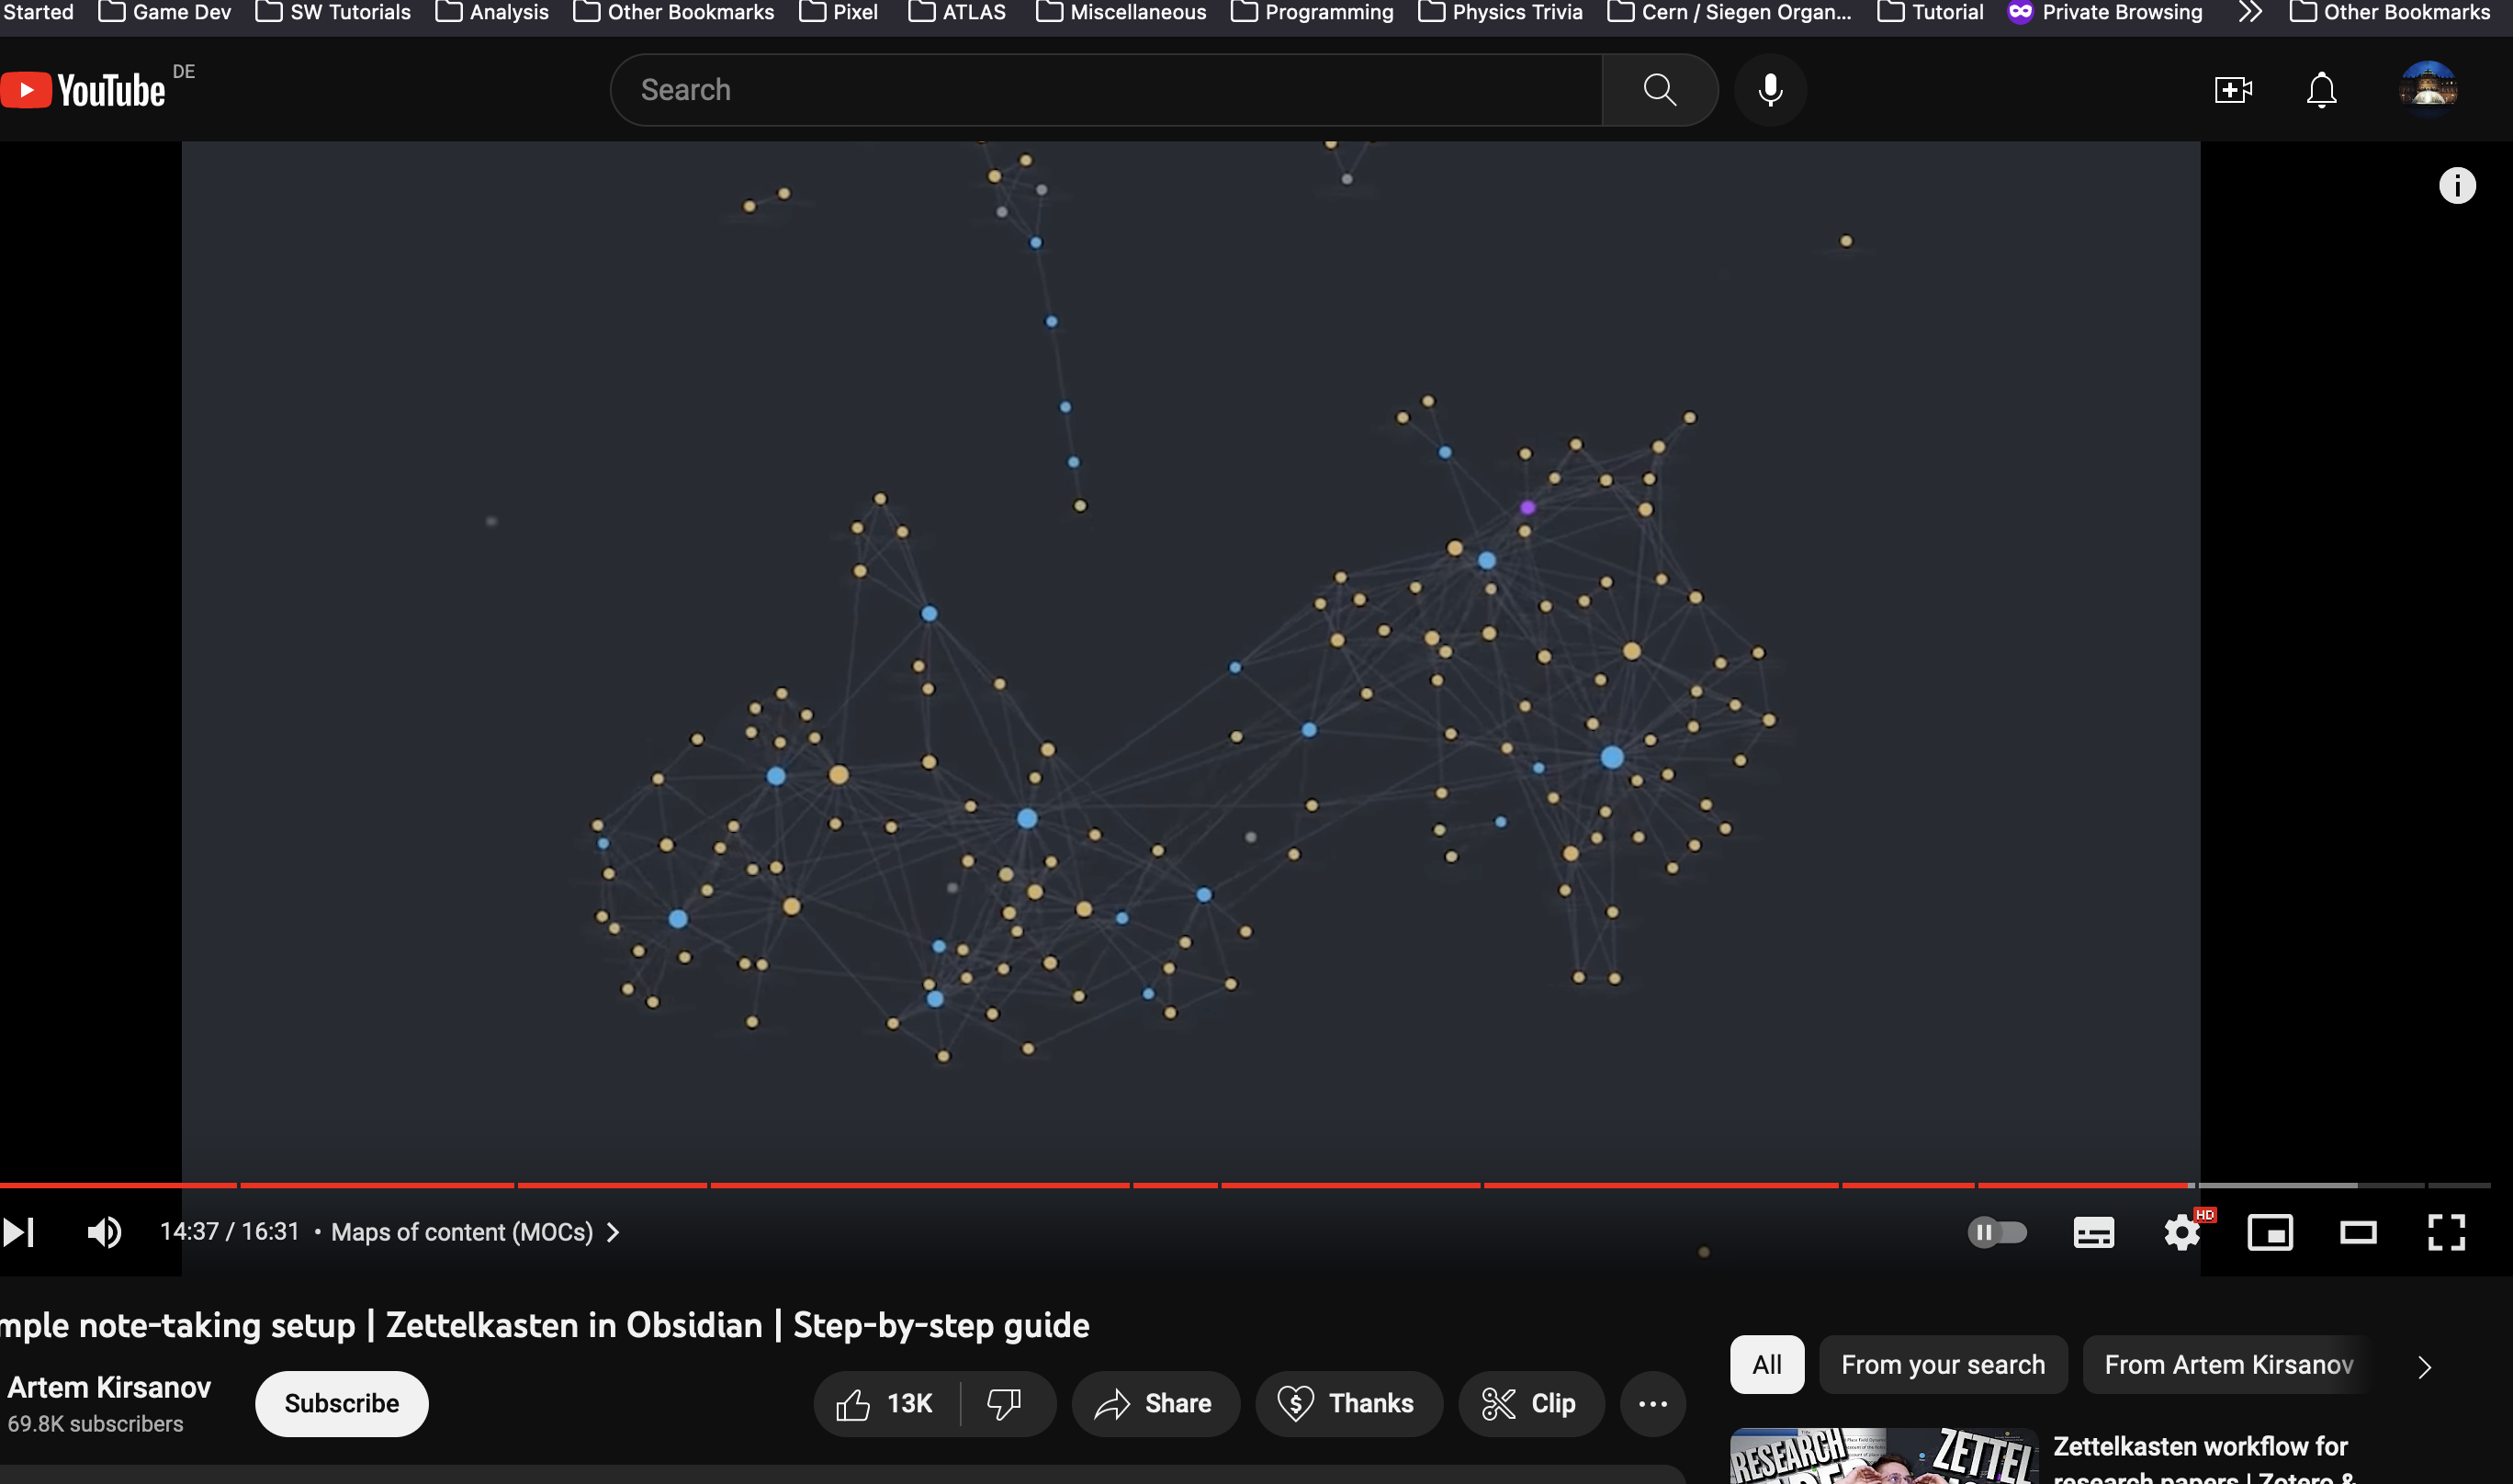 Started Game Dev SW Tutorials Analysis Other Bookmarks Pixel ATLAS Miscellaneous Programming Physics Trivia Cern / Siegen Organ... Tutorial Private Browsing Other Bookmarks
YouTube DE
Search
14:37 / 16:31 • Maps of content (MOCs)
HD
mple note-taking setup | Zettelkasten in Obsidian | Step-by-step guide
Artem Kirsanov
69.8K subscribers
Subscribe
13K Share Thanks Clip
All From your search From Artem Kirsanov
RESEARCH
ZETTEL
Zettelkasten workflow for
research papers | Zotero &